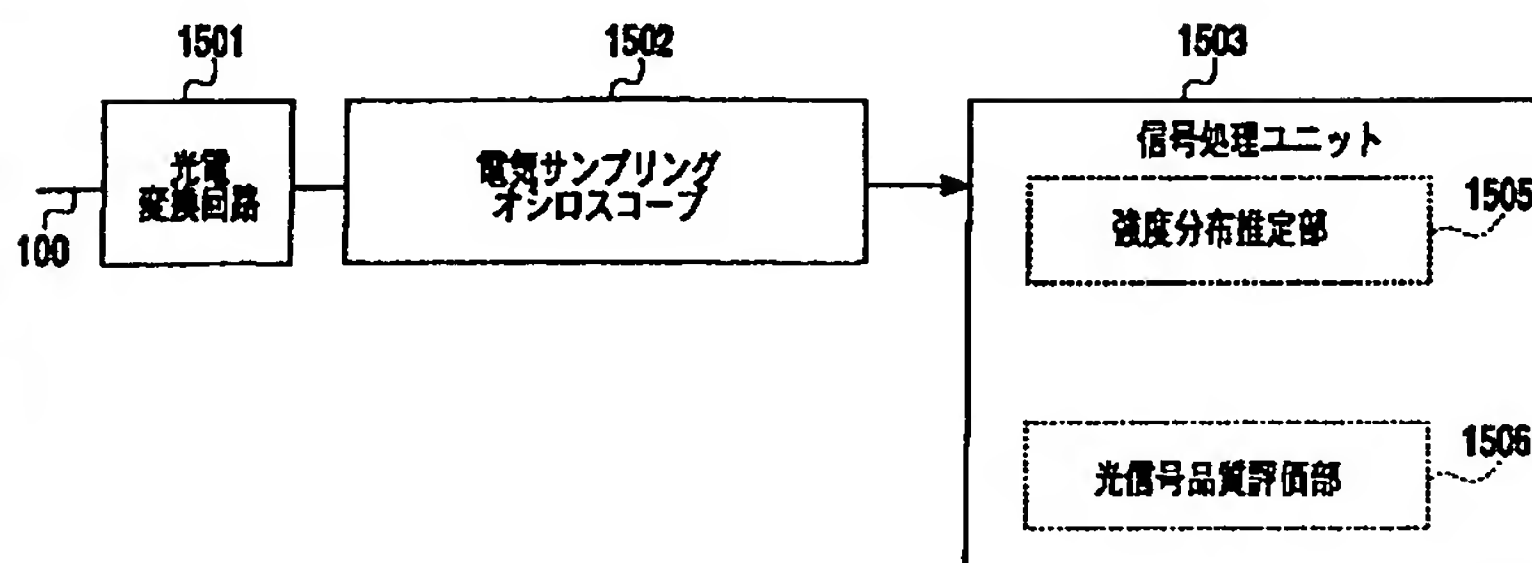 1501
1502
1503
光電
変換回路
100
電気サンプリング
オシロスコープ
信号処理ユニット
強度分布推定部
1505
光信号品質評価部
1506